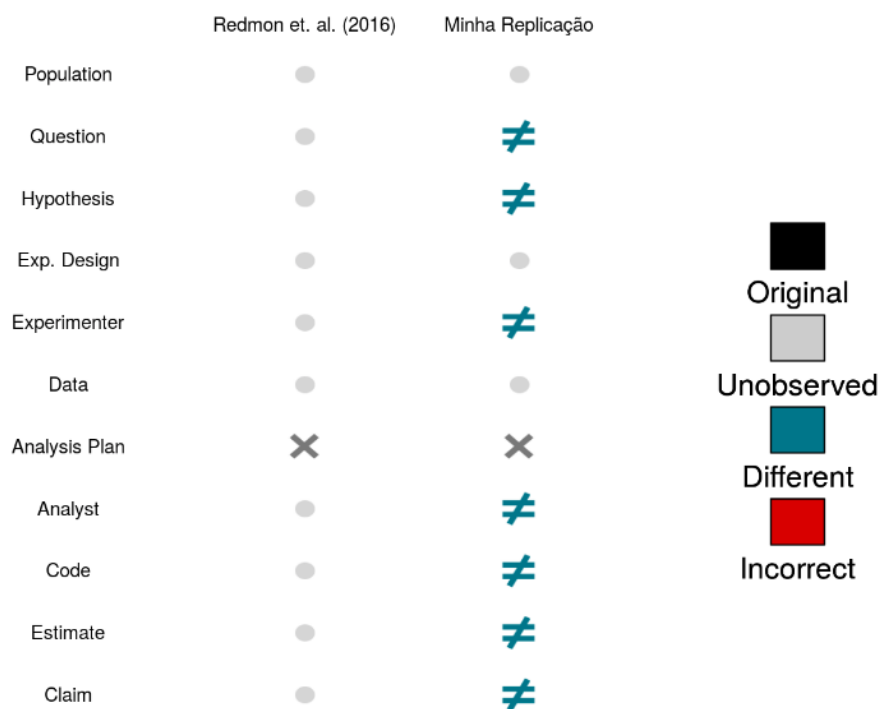 Redmon et. al. (2016) Minha Replicação
Population
Question
Hypothesis
Exp. Design
Experimenter
Data
Analysis Plan
Analyst
Code
Estimate
Claim
Original
Unobserved
Different
Incorrect